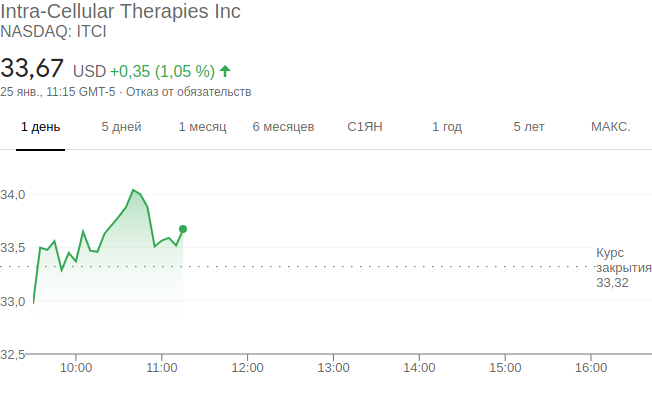 Intra-Cellular Therapies Inc
NASDAQ: ITCI
33,67 USD +0,35 (1,05 %)
25 янв., 11:15 GMT-5 · Отказ от обязательств
1 день 5 дней 1 месяц 6 месяцев С1ЯН 1 год 5 лет МАКС.
34,0
33,5
Курс
закрытия
33,32
33,0
32,5
10:00 11:00 12:00 13:00 14:00 15:00 16:00